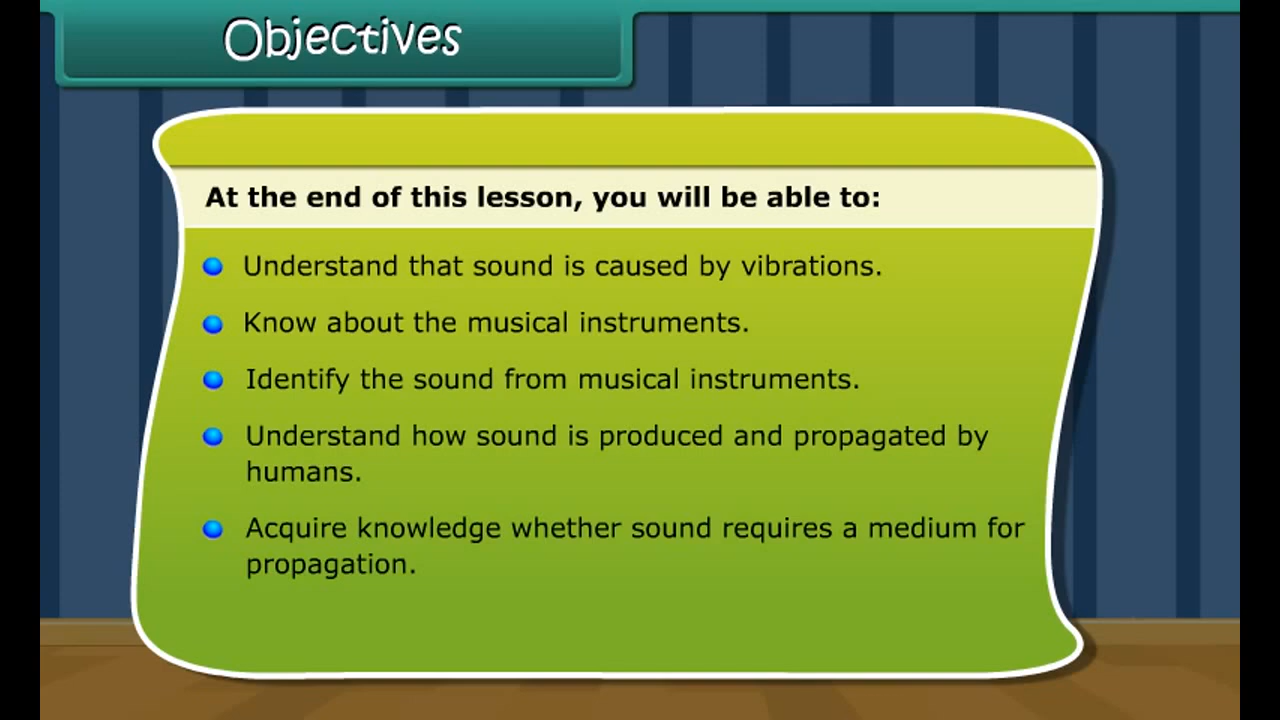 Objectives
At the end of this lesson, you will be able to:
Understand that sound is caused by vibrations.
Know about the musical instruments.
Identify the sound from musical instruments.
Understand how sound is produced and propagated by
humans.
Acquire knowledge whether sound requires a medium for
propagation.